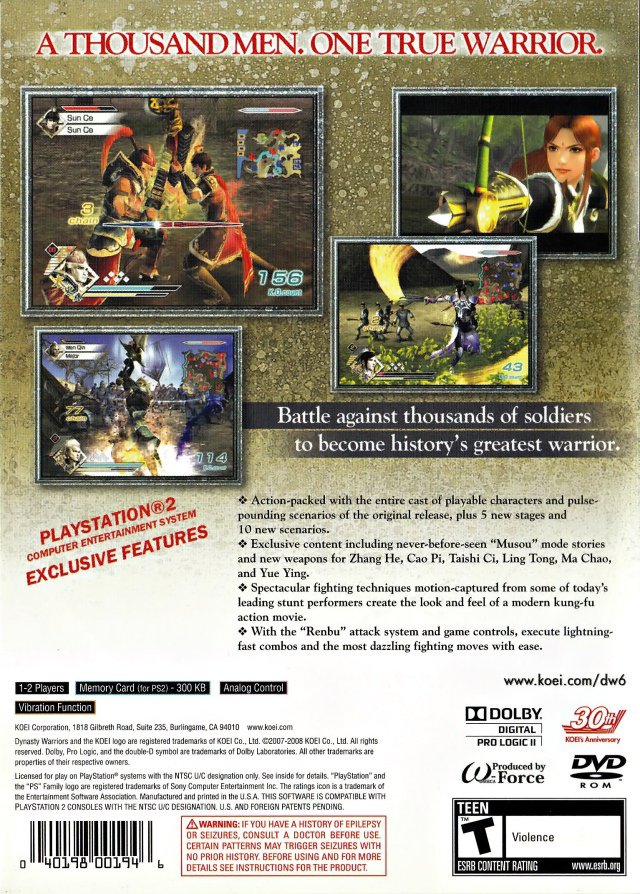 A THOUSAND MEN. ONE TRUE WARRIOR.
Sun Ce
Sun Ce
3
chain
156
K.O.count
43
Wen Qin
Major
77
chain
114
K.O.count
Battle against thousands of soldiers
to become history's greatest warrior.
PLAYSTATION®2
COMPUTER ENTERTAINMENT SYSTEM
EXCLUSIVE FEATURES
❖ Action-packed with the entire cast of playable characters and pulse-
pounding scenarios of the original release, plus 5 new stages and
10 new scenarios.
❖ Exclusive content including never-before-seen “Musou” mode stories
and new weapons for Zhang He, Cao Pi, Taishi Ci, Ling Tong, Ma Chao,
and Yue Ying.
❖ Spectacular fighting techniques motion-captured from some of today's
leading stunt performers create the look and feel of a modern kung-fu
action movie.
❖ With the “Renbu” attack system and game controls, execute lightning-
fast combos and the most dazzling fighting moves with ease.
www.koei.com/dw6
1-2 Players
Memory Card (for PS2) - 300 KB
Analog Control
Vibration Function
KOEI Corporation, 1818 Gilbreth Road, Suite 235, Burlingame, CA 94010 www.koei.com
Dynasty Warriors and the KOEI logo are registered trademarks of KOEI Co., Ltd. ©2007-2008 KOEI Co., Ltd. All rights
reserved. Dolby, Pro Logic, and the double-D symbol are trademarks of Dolby Laboratories. All other trademarks are
properties of their respective owners.
Licensed for play on PlayStation® systems with the NTSC U/C designation only. See inside for details. “PlayStation” and
the “PS” Family logo are registered trademarks of Sony Computer Entertainment Inc. The ratings icon is a trademark of
the Entertainment Software Association. Manufactured and printed in the U.S.A. THIS SOFTWARE IS COMPATIBLE WITH
PLAYSTATION 2 CONSOLES WITH THE NTSC U/C DESIGNATION. U.S. AND FOREIGN PATENTS PENDING.
DOLBY
DIGITAL
PRO LOGIC II
30th
KOEI's Anniversary
Produced by
ω-Force
DVD
ROM
0 40198 00194 6
WARNING: IF YOU HAVE A HISTORY OF EPILEPSY
OR SEIZURES, CONSULT A DOCTOR BEFORE USE.
CERTAIN PATTERNS MAY TRIGGER SEIZURES WITH
NO PRIOR HISTORY. BEFORE USING AND FOR MORE
DETAILS SEE INSTRUCTIONS FOR THE PRODUCT.
TEEN
T
Violence
ESRB CONTENT RATING www.esrb.org